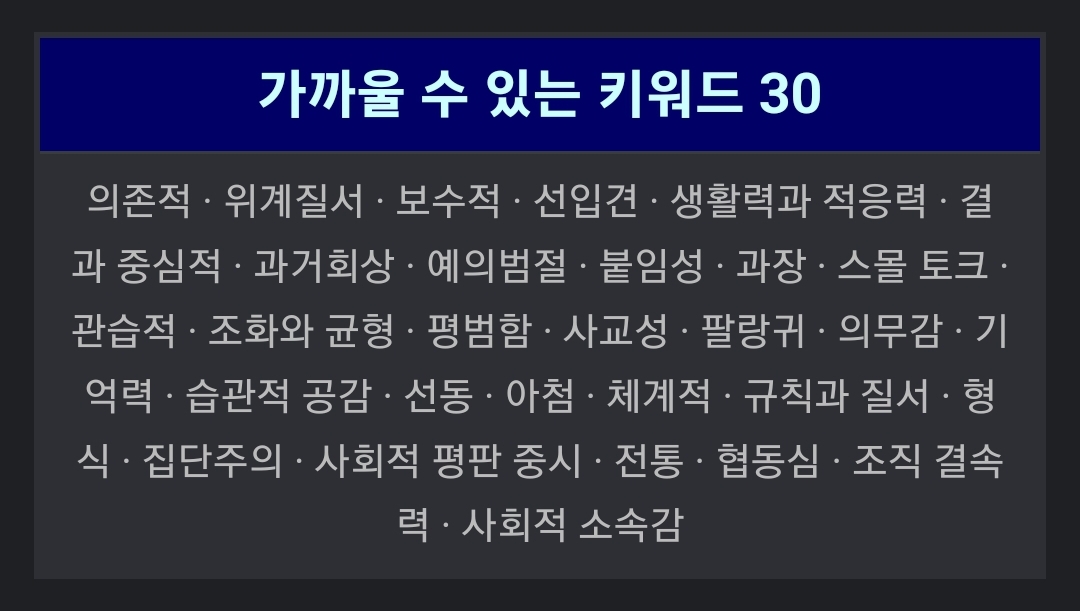 가까울 수 있는 키워드 30
의존적 · 위계질서 · 보수적 · 선입견 · 생활력과 적응력 · 결
과 중심적 · 과거회상 · 예의범절 · 붙임성 · 과장 · 스몰 토크 ·
관습적 · 조화와 균형 · 평범함 · 사교성 · 팔랑귀 · 의무감 · 기
억력 · 습관적 공감 · 선동 · 아첨 · 체계적 · 규칙과 질서 · 형
식 · 집단주의 · 사회적 평판 중시 · 전통 · 협동심 · 조직 결속
력 · 사회적 소속감